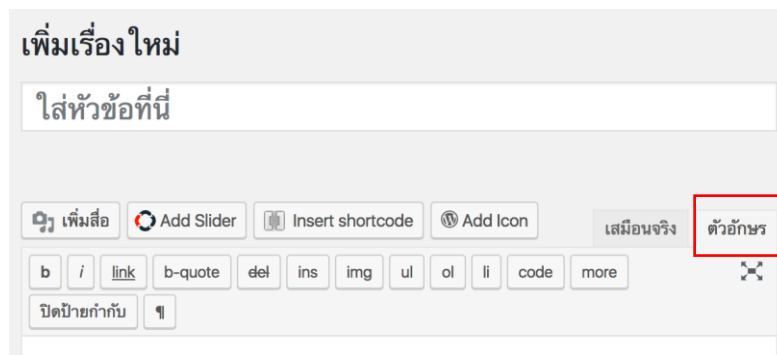 เพิ่มเรื่องใหม่
ใส่หัวข้อที่นี่
เพิ่มสื่อ Add Slider Insert shortcode Add Icon เสมือนจริง ตัวอักษร
b i link b-quote del ins img ul ol li code more
ปิดป้ายกำกับ ¶